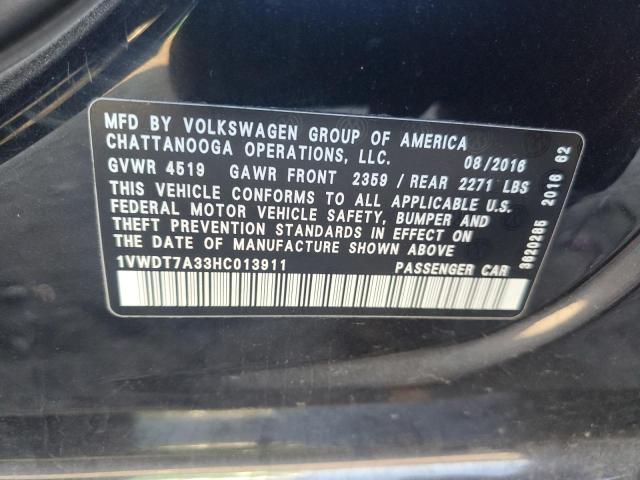 MFD BY VOLKSWAGEN GROUP OF AMERICA
CHATTANOOGA OPERATIONS, LLC. 08/2016
GVWR 4519 GAWR FRONT 2359 / REAR 2271 LBS
THIS VEHICLE CONFORMS TO ALL APPLICABLE U.S.
FEDERAL MOTOR VEHICLE SAFETY, BUMPER AND
THEFT PREVENTION STANDARDS IN EFFECT ON
THE DATE OF MANUFACTURE SHOWN ABOVE
1VWDT7A33HC013911 PASSENGER CAR
3620285 2016 62